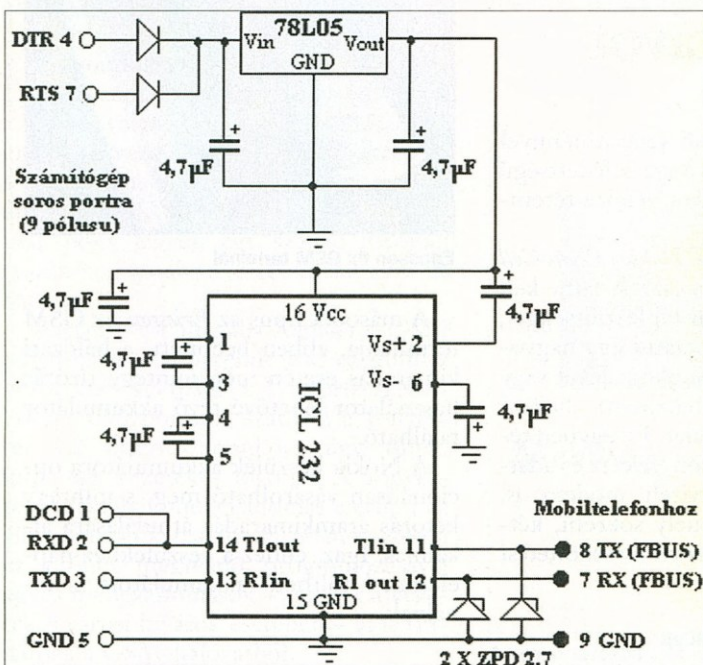 DTR 4
RTS 7
78L05
Vin
Vout
GND
4,7µF
4,7µF
Számítógép
soros portra
(9 pólusu)
4,7µF
16 Vcc
4,7µF
Vs+ 2
Vs- 6
4,7µF
1
3
4,7µF
4
5
4,7µF
ICL 232
DCD 1
RXD 2
TXD 3
GND 5
14 T1out
13 R1in
T1in 11
R1 out 12
15 GND
Mobiltelefonhoz
8 TX (FBUS)
7 RX (FBUS)
9 GND
2 X ZPD 2,7